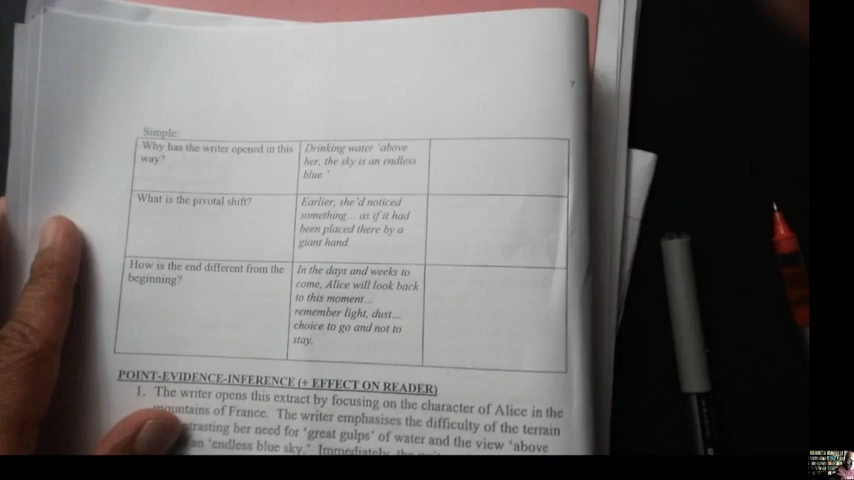 7
Simple:
Why has the writer opened in this
way?
Drinking water 'above
her, the sky is an endless
blue.'
What is the pivotal shift?
Earlier, she'd noticed
something... as if it had
been placed there by a
giant hand.
How is the end different from the
beginning?
In the days and weeks to
come, Alice will look back
to this moment...
remember light, dust...
choice to go and not to
stay.
POINT-EVIDENCE-INFERENCE (+ EFFECT ON READER)
1. The writer opens this extract by focusing on the character of Alice in the
mountains of France. The writer emphasises the difficulty of the terrain
her need for 'great gulps' of water and the view 'above
an 'endless blue sky.' Immediately, the